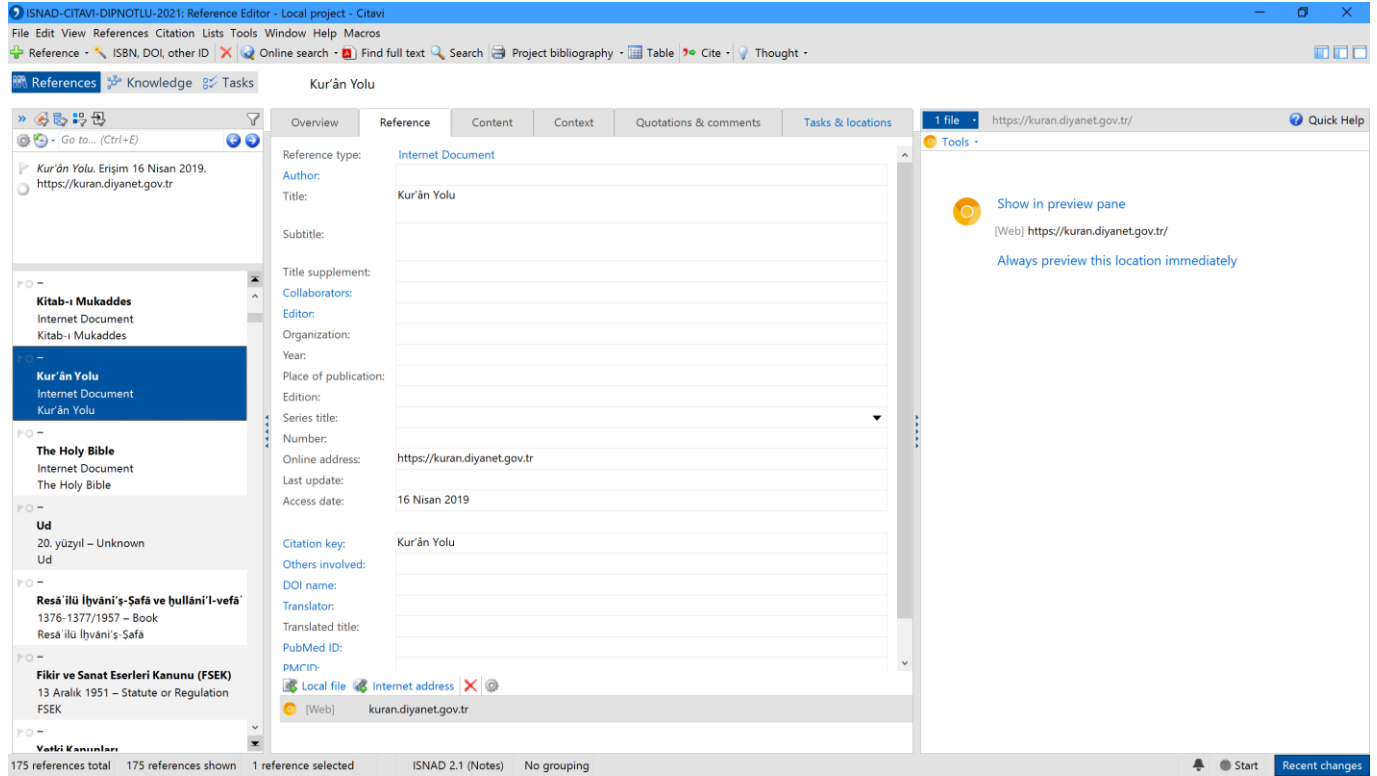 ISNAD-CITAVI-DIPNOTLU-2021: Reference Editor - Local project - Citavi
File Edit View References Citation Lists Tools Window Help Macros
Reference ISBN, DOI, other ID Online search Find full text Search Project bibliography Table Cite Thought
References Knowledge Tasks Kur'ân Yolu
Go to... (Ctrl+E)
Kur'ân Yolu. Erişim 16 Nisan 2019.
https://kuran.diyanet.gov.tr
Kitab-ı Mukaddes
Internet Document
Kitab-ı Mukaddes
Kur'ân Yolu
Internet Document
Kur'ân Yolu
The Holy Bible
Internet Document
The Holy Bible
Ud
20. yüzyıl – Unknown
Ud
Resāʾilü İḫvāni’ṣ-Ṣafā ve ḫullāni’l-vefāʾ
1376-1377/1957 – Book
Resāʾilü İḫvāni’ṣ-Ṣafā
Fikir ve Sanat Eserleri Kanunu (FSEK)
13 Aralık 1951 – Statute or Regulation
FSEK
Yetki Kanunları
Overview Reference Content Context Quotations & comments Tasks & locations
Reference type: Internet Document
Author:
Title: Kur'ân Yolu
Subtitle:
Title supplement:
Collaborators:
Editor:
Organization:
Year:
Place of publication:
Edition:
Series title:
Number:
Online address: https://kuran.diyanet.gov.tr
Last update:
Access date: 16 Nisan 2019
Citation key: Kur'ân Yolu
Others involved:
DOI name:
Translator:
Translated title:
PubMed ID:
PMCID:
Local file Internet address
[Web] kuran.diyanet.gov.tr
1 file https://kuran.diyanet.gov.tr/ Quick Help
Tools
Show in preview pane
[Web] https://kuran.diyanet.gov.tr/
Always preview this location immediately
175 references total 175 references shown 1 reference selected ISNAD 2.1 (Notes) No grouping Start Recent changes